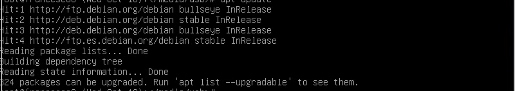 Hit:1 http://ftp.debian.org/debian bullseye InRelease
Hit:2 http://deb.debian.org/debian stable InRelease
Hit:3 http://deb.debian.org/debian bullseye InRelease
Hit:4 http://ftp.es.debian.org/debian stable InRelease
Reading package lists... Done
Building dependency tree
Reading state information... Done
224 packages can be upgraded. Run 'apt list --upgradable' to see them.